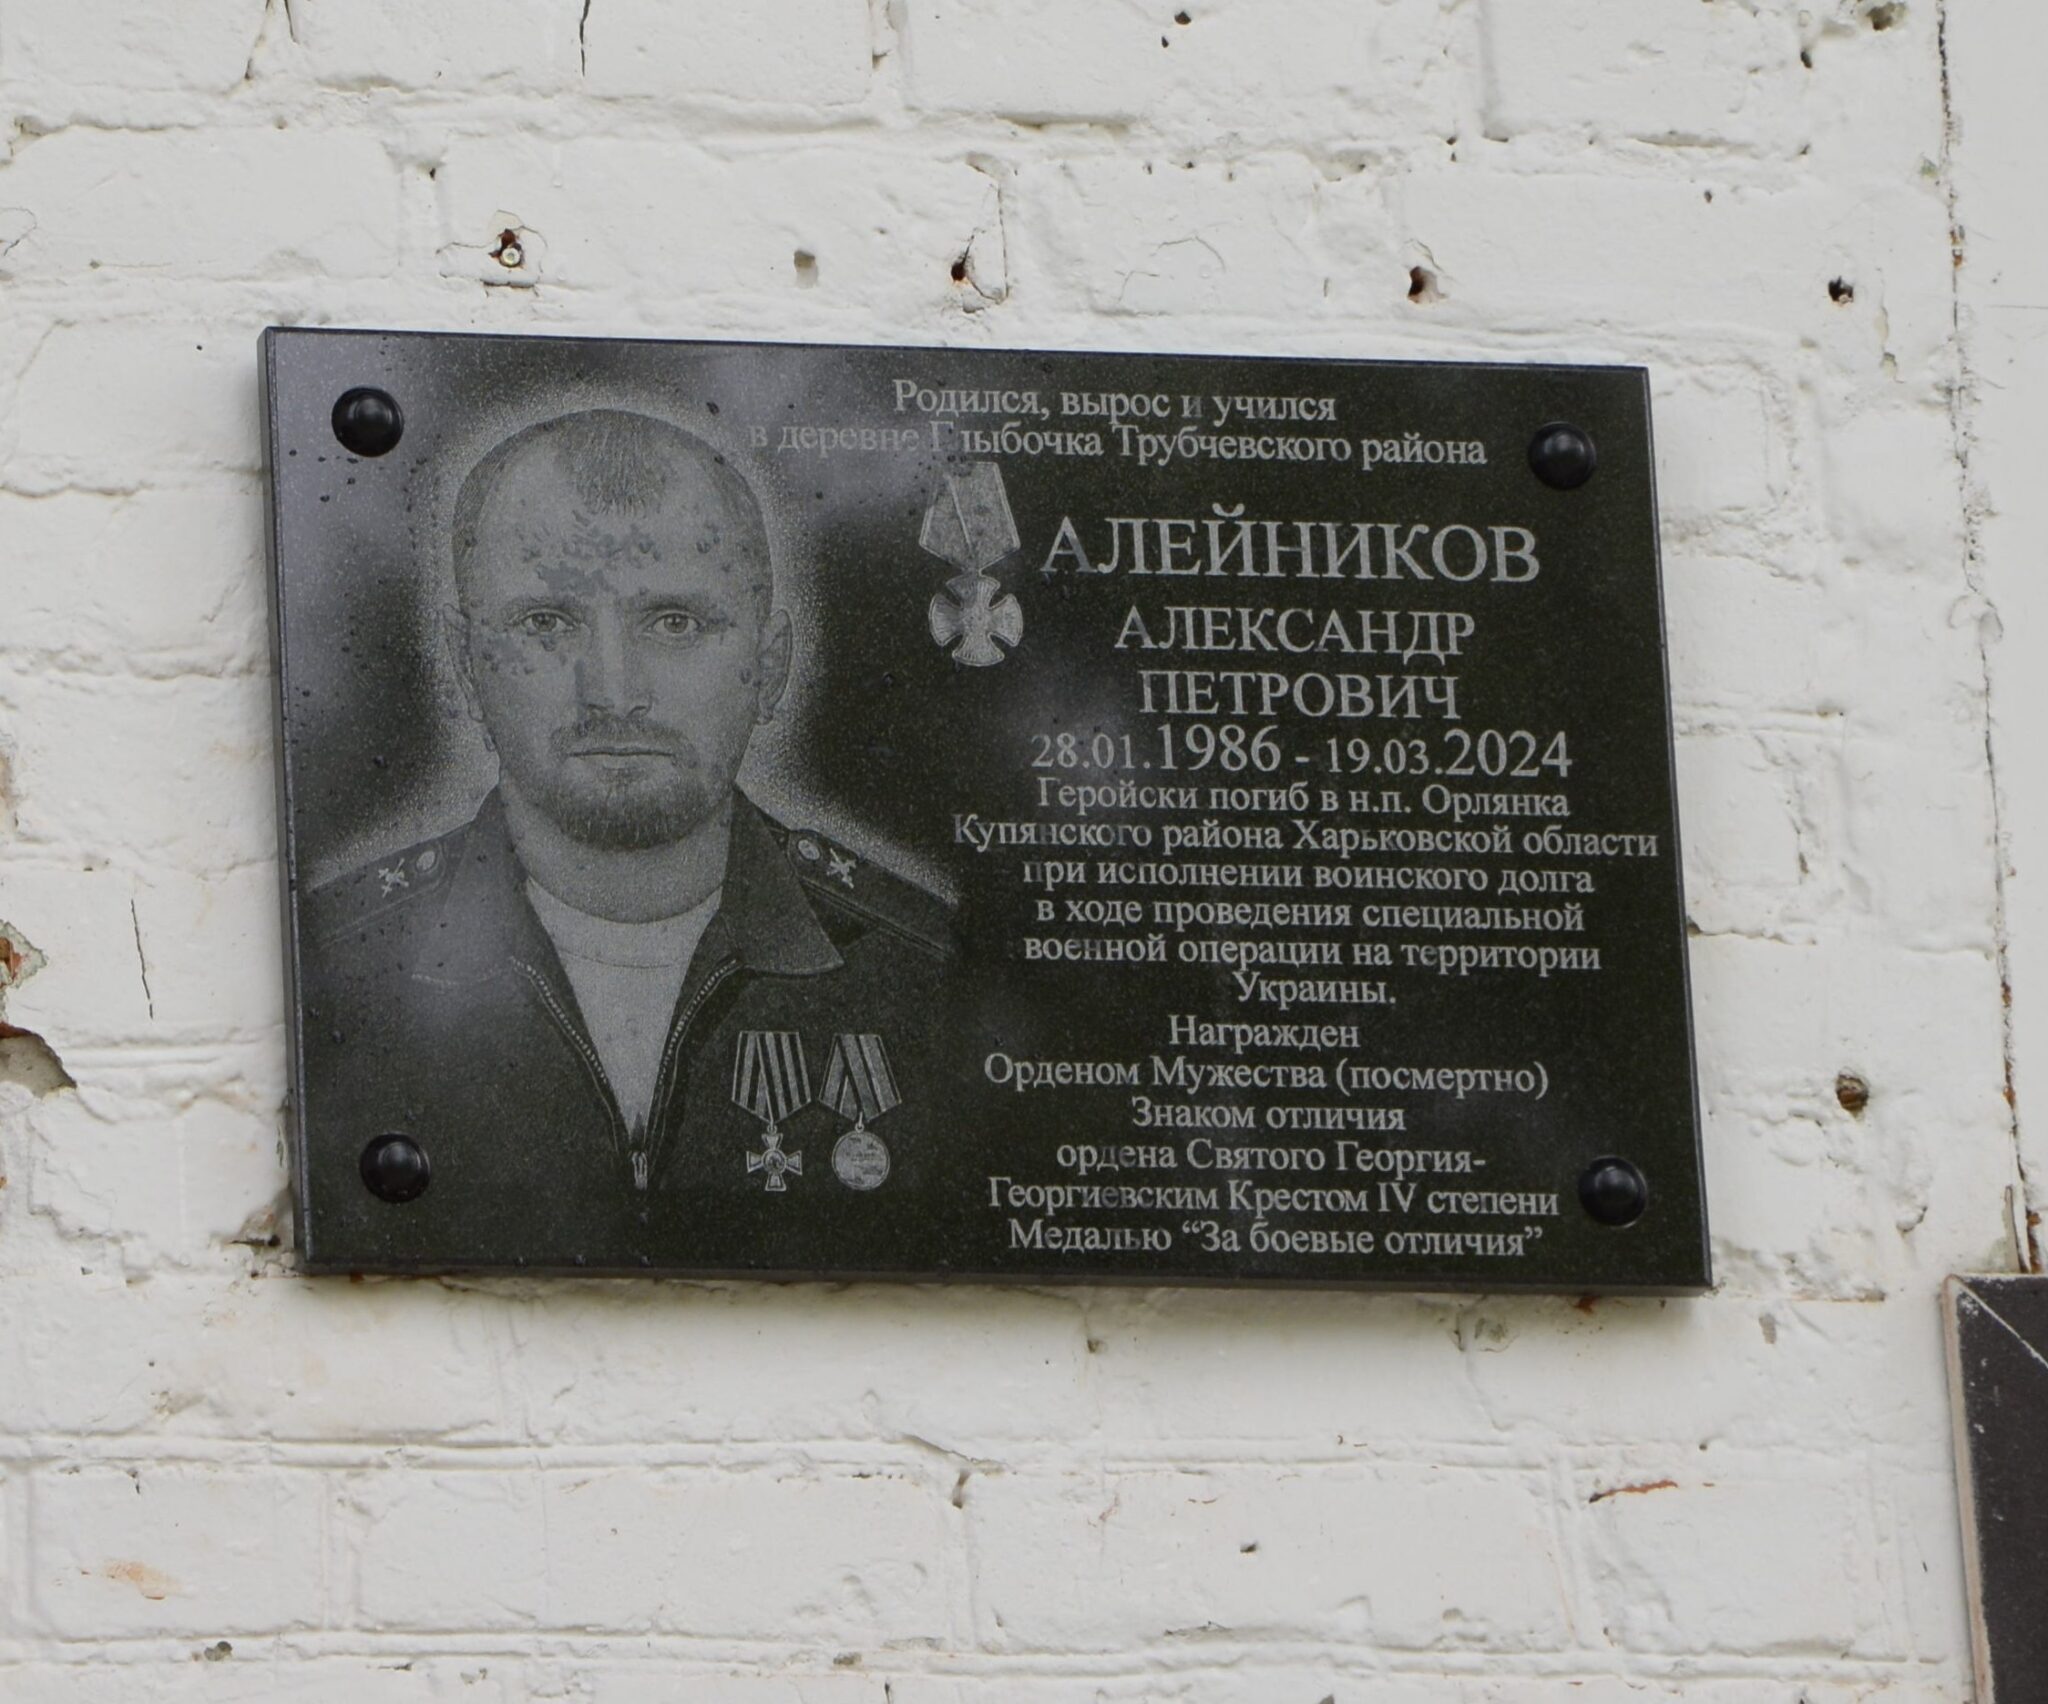 Родился, вырос и учился
в деревне Глыбочка Трубчевского района
АЛЕЙНИКОВ
АЛЕКСАНДР
ПЕТРОВИЧ
28.01.1986 - 19.03.2024
Геройски погиб в н.п. Орлянка
Купянского района Харьковской области
при исполнении воинского долга
в ходе проведения специальной
военной операции на территории
Украины.
Награжден
Орденом Мужества (посмертно)
Знаком отличия
ордена Святого Георгия-
Георгиевским Крестом IV степени
Медалью “За боевые отличия”